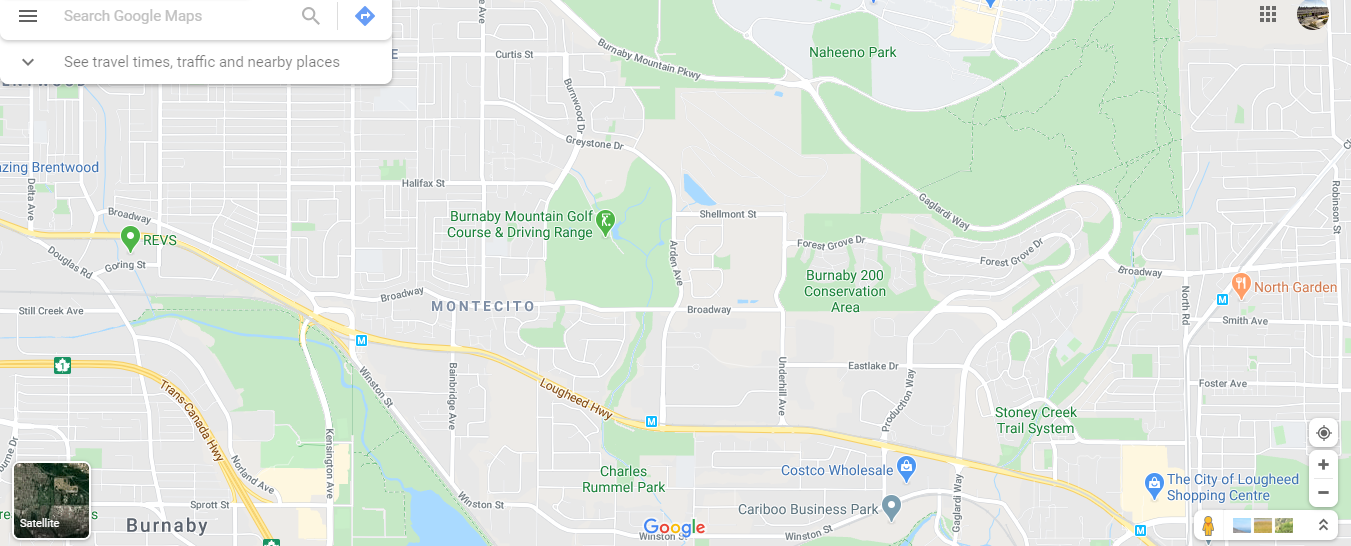 Search Google Maps
See travel times, traffic and nearby places
Curtis St
Duthie Ave
Burnaby Mountain Pkwy
Naheeno Park
Burnwood Dr
Greystone Dr
zing Brentwood
Delta Ave
Halifax St
Broadway
REVS
Goring St
Douglas Rd
Burnaby Mountain Golf
Course & Driving Range
Shellmont St
Arden Ave
Gaglardi Way
Forest Grove Dr
Forest Grove Dr
Burnaby 200
Conservation
Area
Broadway
Robinson St
North Rd
M
North Garden
Smith Ave
Still Creek Ave
Broadway
MONTECITO
Broadway
M
1
Eastlake Dr
Underhill Ave
Production Way
Foster Ave
Trans-Canada Hwy
Winston St
Bainbridge Ave
Lougheed Hwy
M
Stoney Creek
Trail System
Kensington Ave
Norland Ave
Sprott St
Burnaby
Satellite
Charles
Rummel Park
Costco Wholesale
Cariboo Business Park
Gaglardi Way
The City of Lougheed
Shopping Centre
Winston St
Google
Winston St
Winston St
M